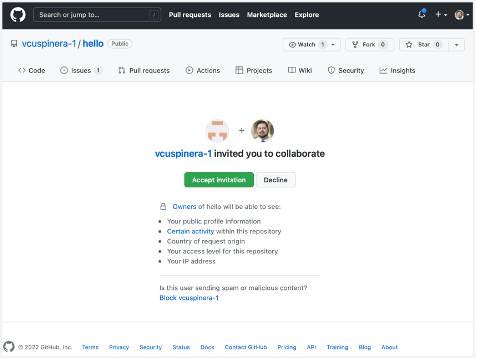 Search or jump to... /
Pull requests Issues Marketplace Explore
vcuspinera-1 / hello Public
Watch 1
Fork 0
Star 0
Code
Issues 1
Pull requests
Actions
Projects
Wiki
Security
Insights
+
vcuspinera-1 invited you to collaborate
Accept invitation Decline
Owners of hello will be able to see:
Your public profile information
Certain activity within this repository
Country of request origin
Your access level for this repository
Your IP address
Is this user sending spam or malicious content?
Block vcuspinera-1
© 2022 GitHub, Inc. Terms Privacy Security Status Docs Contact GitHub Pricing API Training Blog About